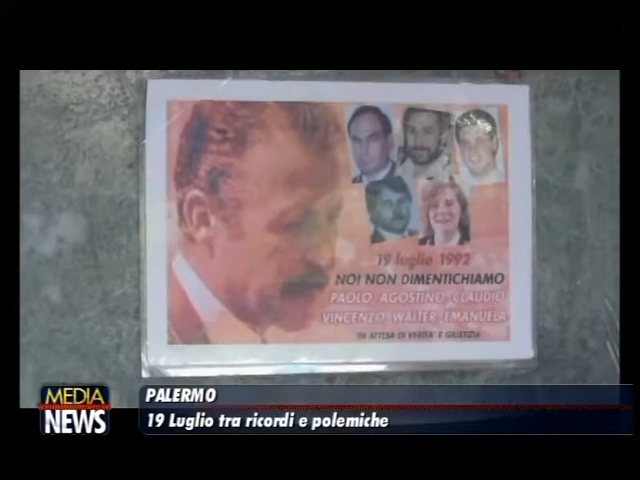 19 luglio 1992
NOI NON DIMENTICHIAMO
PAOLO, AGOSTINO, CLAUDIO
VINCENZO, WALTER, EMANUELA
IN ATTESA DI VERITA' E GIUSTIZIA
MEDIA
NEWS
PALERMO
19 Luglio tra ricordi e polemiche